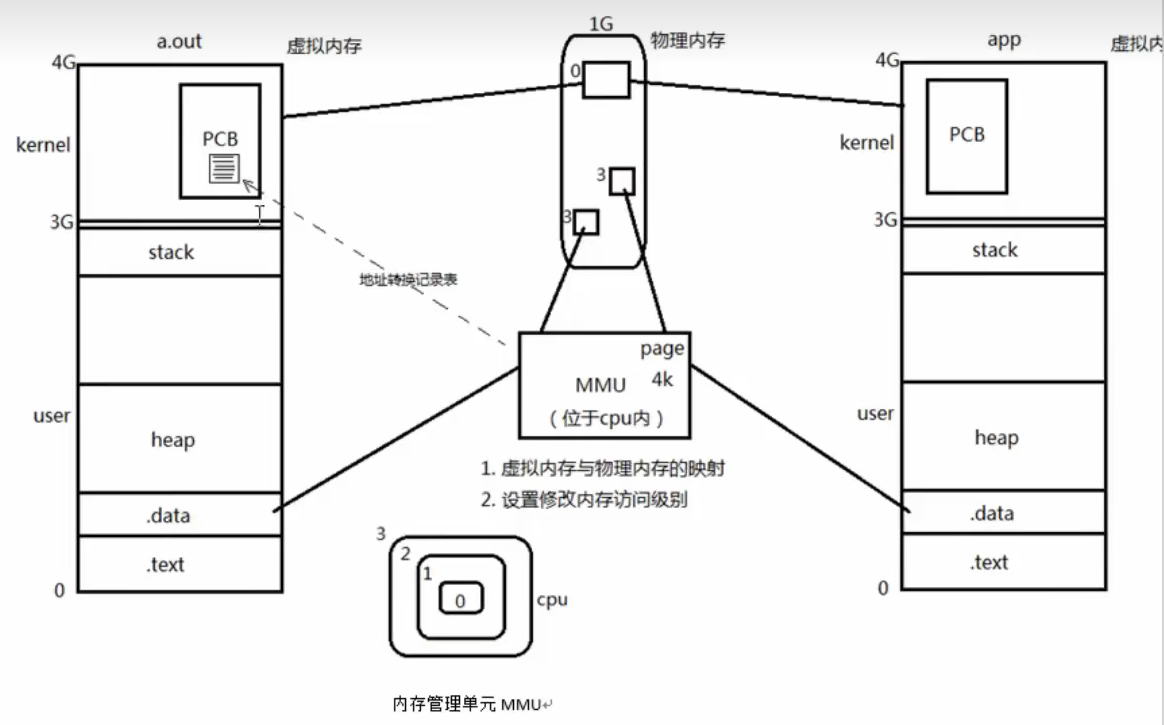 a.out
虚拟内存
4G
kernel
PCB
3G
stack
user
heap
.data
.text
0
1G
物理内存
0
3
3
地址转换记录表
page
4k
MMU
（位于cpu内）
1. 虚拟内存与物理内存的映射
2. 设置修改内存访问级别
3
2
1
0
cpu
app
虚拟内
4G
kernel
PCB
3G
stack
user
heap
.data
.text
0
内存管理单元 MMU